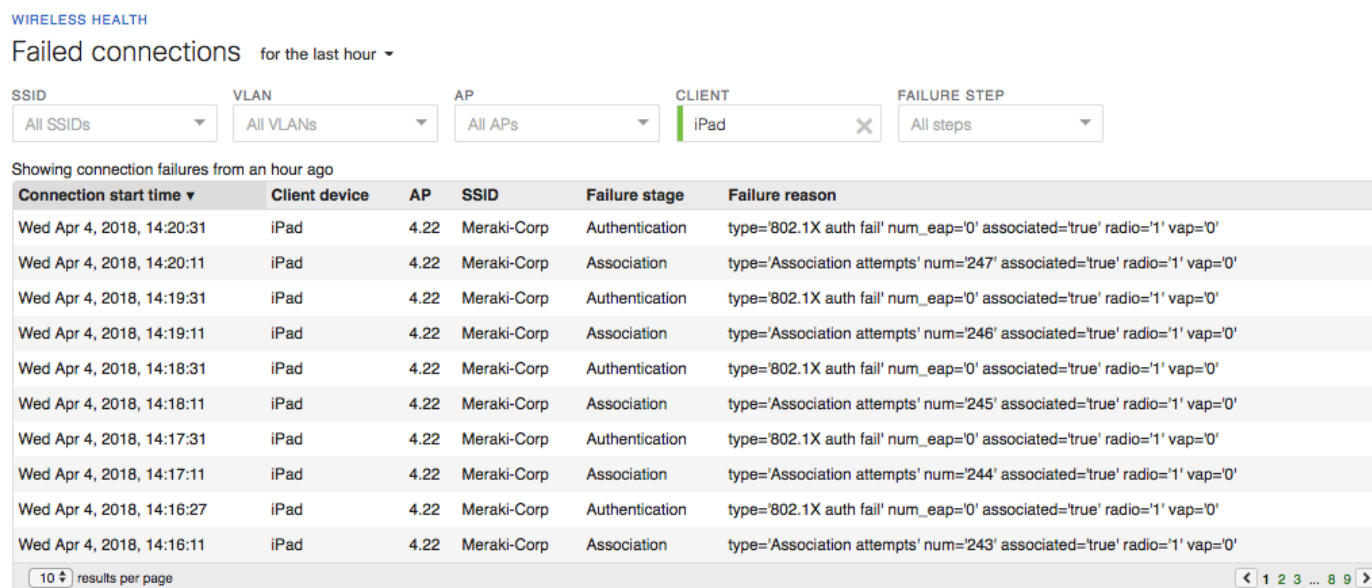 WIRELESS HEALTH
Failed connections for the last hour
SSID VLAN AP CLIENT FAILURE STEP
All SSIDs All VLANs All APs iPad All steps
Showing connection failures from an hour ago
Connection start time ▼ Client device AP SSID Failure stage Failure reason
Wed Apr 4, 2018, 14:20:31 iPad 4.22 Meraki-Corp Authentication type='802.1X auth fail' num_eap='0' associated='true' radio='1' vap='0'
Wed Apr 4, 2018, 14:20:11 iPad 4.22 Meraki-Corp Association type='Association attempts' num='247' associated='true' radio='1' vap='0'
Wed Apr 4, 2018, 14:19:31 iPad 4.22 Meraki-Corp Authentication type='802.1X auth fail' num_eap='0' associated='true' radio='1' vap='0'
Wed Apr 4, 2018, 14:19:11 iPad 4.22 Meraki-Corp Association type='Association attempts' num='246' associated='true' radio='1' vap='0'
Wed Apr 4, 2018, 14:18:31 iPad 4.22 Meraki-Corp Authentication type='802.1X auth fail' num_eap='0' associated='true' radio='1' vap='0'
Wed Apr 4, 2018, 14:18:11 iPad 4.22 Meraki-Corp Association type='Association attempts' num='245' associated='true' radio='1' vap='0'
Wed Apr 4, 2018, 14:17:31 iPad 4.22 Meraki-Corp Authentication type='802.1X auth fail' num_eap='0' associated='true' radio='1' vap='0'
Wed Apr 4, 2018, 14:17:11 iPad 4.22 Meraki-Corp Association type='Association attempts' num='244' associated='true' radio='1' vap='0'
Wed Apr 4, 2018, 14:16:27 iPad 4.22 Meraki-Corp Authentication type='802.1X auth fail' num_eap='0' associated='true' radio='1' vap='0'
Wed Apr 4, 2018, 14:16:11 iPad 4.22 Meraki-Corp Association type='Association attempts' num='243' associated='true' radio='1' vap='0'
10 results per page < 1 2 3 ... 8 9 >